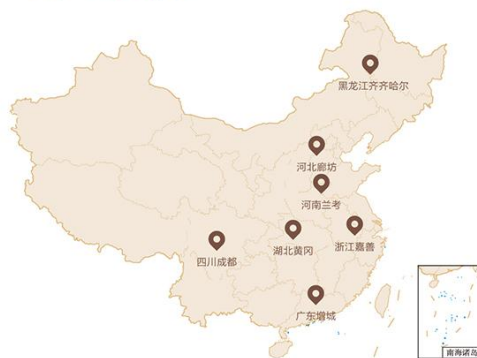 黑龙江齐齐哈尔
河北廊坊
河南兰考
浙江嘉善
湖北黄冈
四川成都
广东增城
南海诸岛